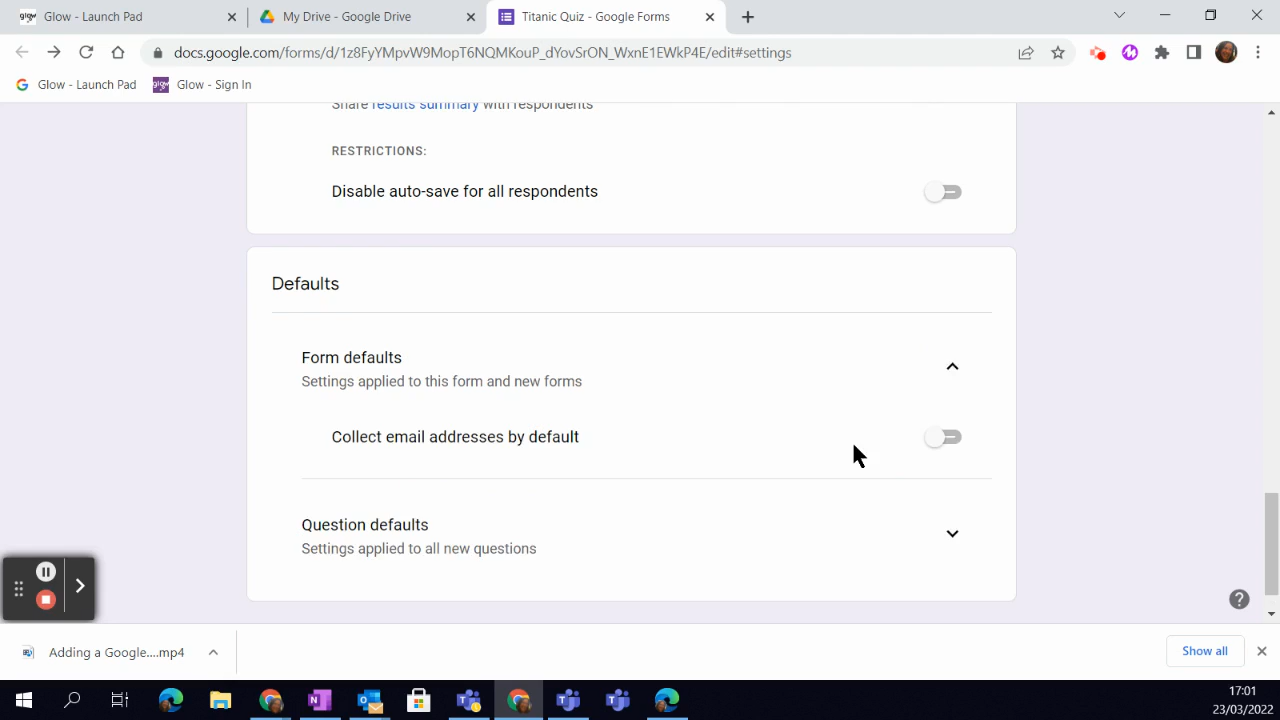 glow
Glow - Launch Pad
My Drive - Google Drive
Titanic Quiz - Google Forms
docs.google.com/forms/d/1z8FyYMpvW9MopT6NQMKouP_dYovSrON_WxnE1EWkP4E/edit#settings
Glow - Launch Pad
glow
Glow - Sign In
Share results summary with respondents
RESTRICTIONS:
Disable auto-save for all respondents
Defaults
Form defaults
Settings applied to this form and new forms
Collect email addresses by default
Question defaults
Settings applied to all new questions
Adding a Google....mp4
Show all
17:01
23/03/2022